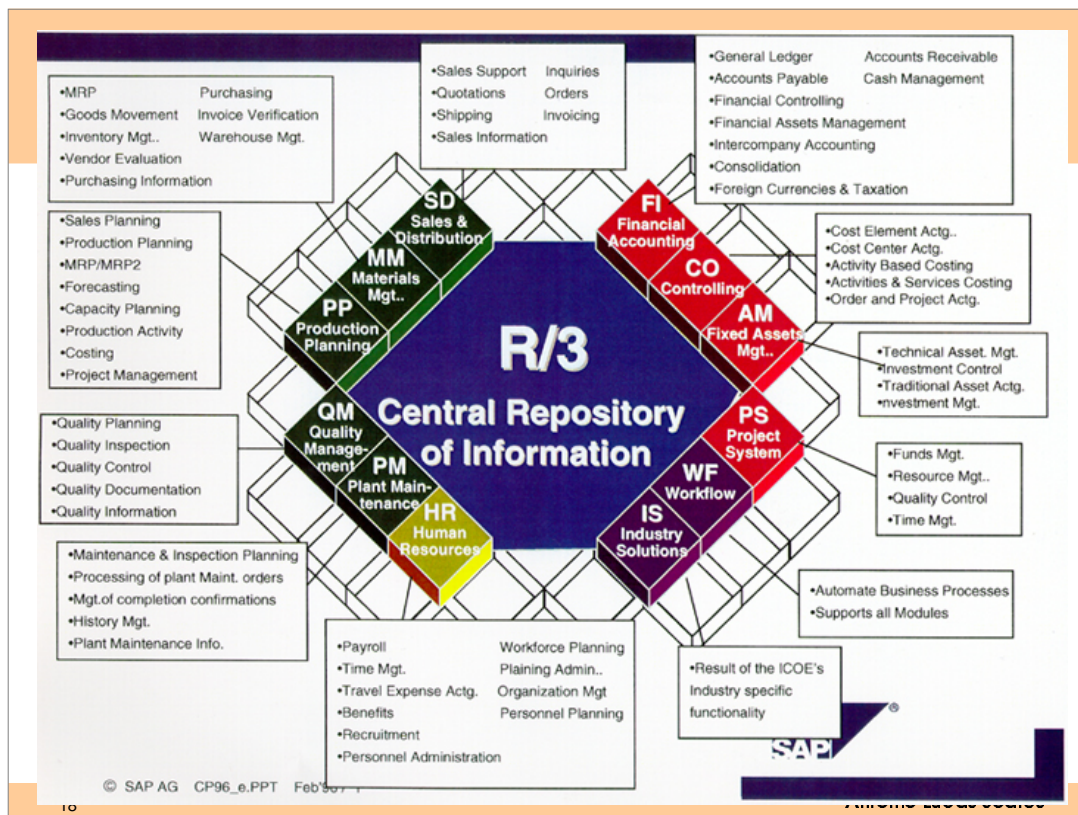 •Sales Support Inquiries
•Quotations Orders
•Shipping Invoicing
•Sales Information
•General Ledger Accounts Receivable
•Accounts Payable Cash Management
•Financial Controlling
•Financial Assets Management
•Intercompany Accounting
•Consolidation
•Foreign Currencies & Taxation
•MRP Purchasing
•Goods Movement Invoice Verification
•Inventory Mgt.. Warehouse Mgt.
•Vendor Evaluation
•Purchasing Information
•Sales Planning
•Production Planning
•MRP/MRP2
•Forecasting
•Capacity Planning
•Production Activity
•Costing
•Project Management
•Cost Element Actg..
•Cost Center Actg.
•Activity Based Costing
•Activities & Services Costing
•Order and Project Actg.
SD
Sales &
Distribution
MM
Materials
Mgt..
PP
Production
Planning
FI
Financial
Accounting
CO
Controlling
AM
Fixed Assets
Mgt..
R/3
Central Repository
of Information
•Technical Asset. Mgt.
•Investment Control
•Traditional Asset Actg.
•nvestment Mgt.
QM
Quality
Manage-
ment
PM
Plant Main-
tenance
HR
Human
Resources
PS
Project
System
WF
Workflow
IS
Industry
Solutions
•Quality Planning
•Quality Inspection
•Quality Control
•Quality Documentation
•Quality Information
•Funds Mgt.
•Resource Mgt..
•Quality Control
•Time Mgt.
•Maintenance & Inspection Planning
•Processing of plant Maint. orders
•Mgt.of completion confirmations
•History Mgt.
•Plant Maintenance Info.
•Automate Business Processes
•Supports all Modules
•Payroll Workforce Planning
•Time Mgt. Plaining Admin..
•Travel Expense Actg. Organization Mgt
•Benefits Personnel Planning
•Recruitment
•Personnel Administration
•Result of the ICOE's
Industry specific
functionality
SAP ®
© SAP AG CP96_e.PPT
18